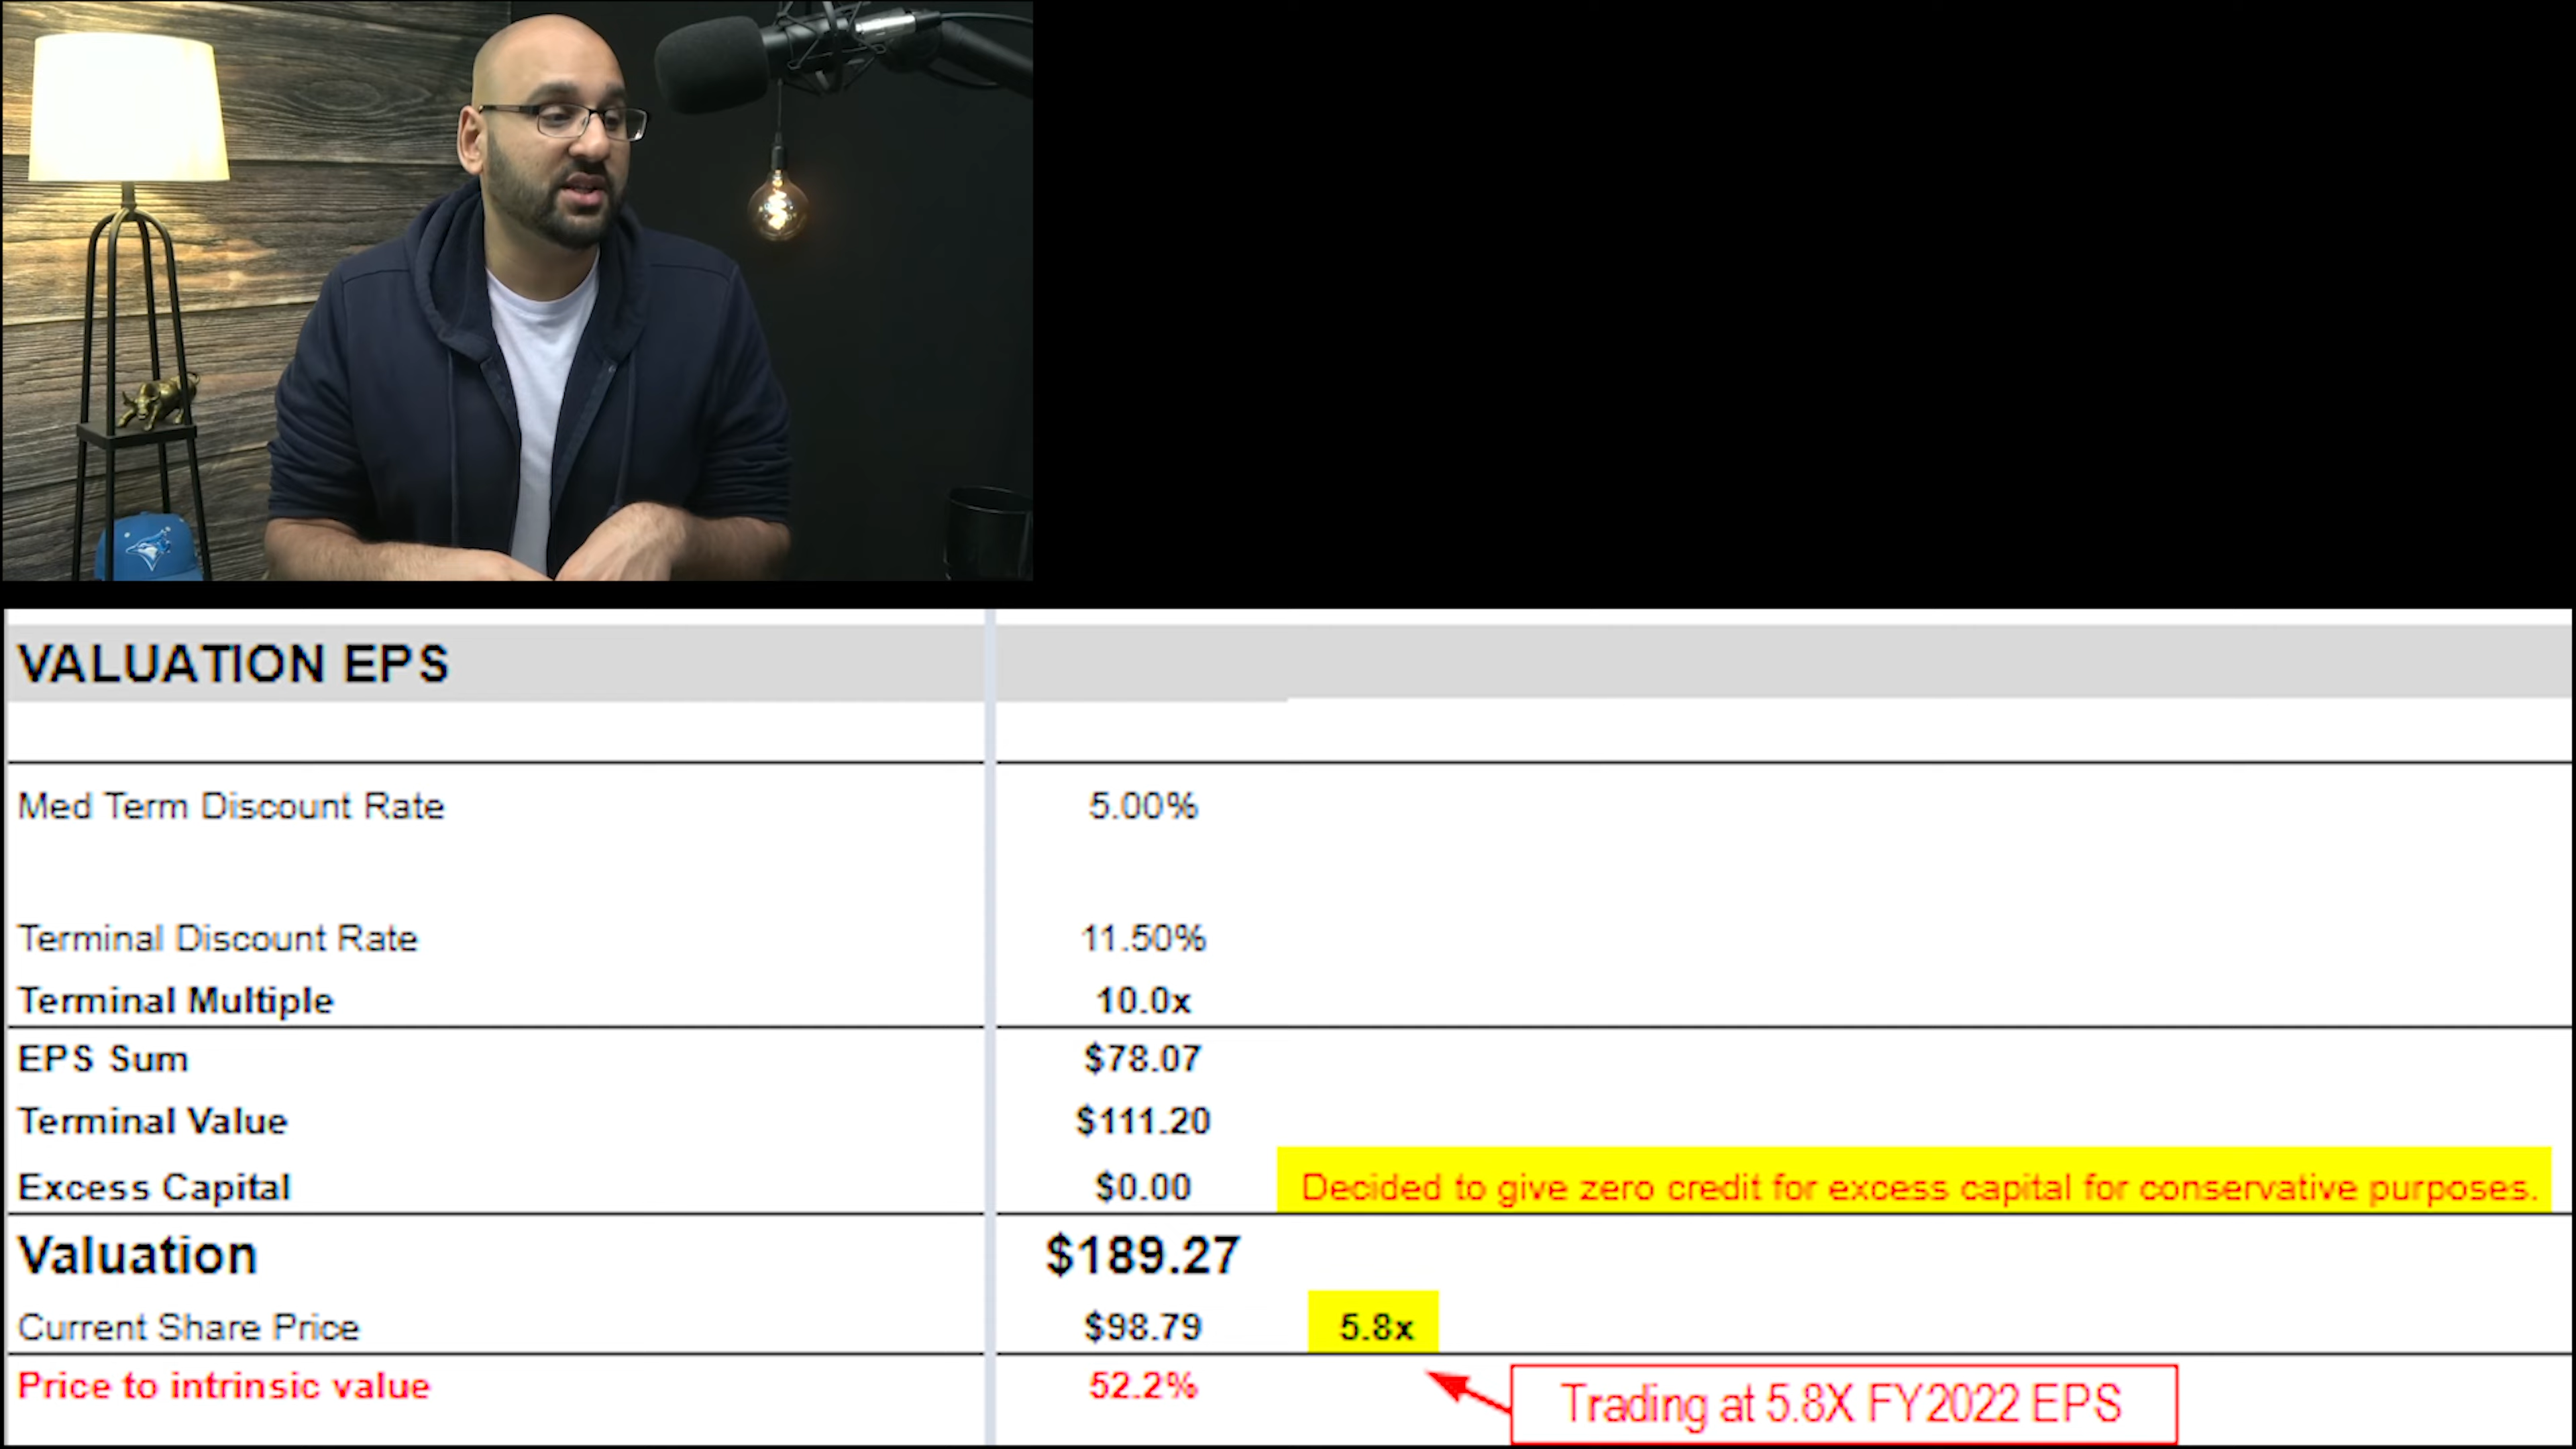 VALUATION EPS
Med Term Discount Rate 5.00%
Terminal Discount Rate 11.50%
Terminal Multiple 10.0x
EPS Sum $78.07
Terminal Value $111.20
Excess Capital $0.00 Decided to give zero credit for excess capital for conservative purposes.
Valuation $189.27
Current Share Price $98.79 5.8x
Price to intrinsic value 52.2%
Trading at 5.8X FY2022 EPS